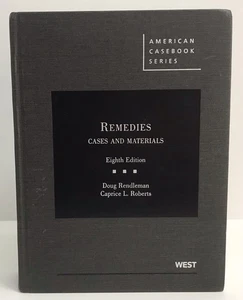 AMERICAN
CASEBOOK
SERIES
REMEDIES
CASES AND MATERIALS
Eighth Edition
Doug Rendleman
Caprice L. Roberts
WEST